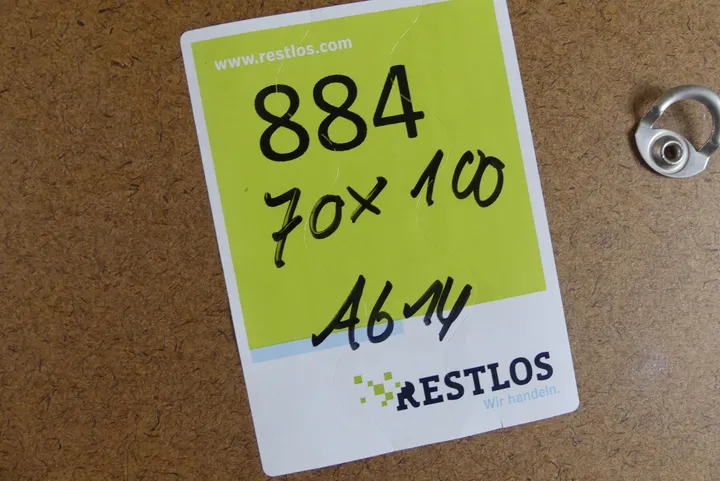 www.restlos.com
884
70x100
A614
RESTLOS
Wir handeln.